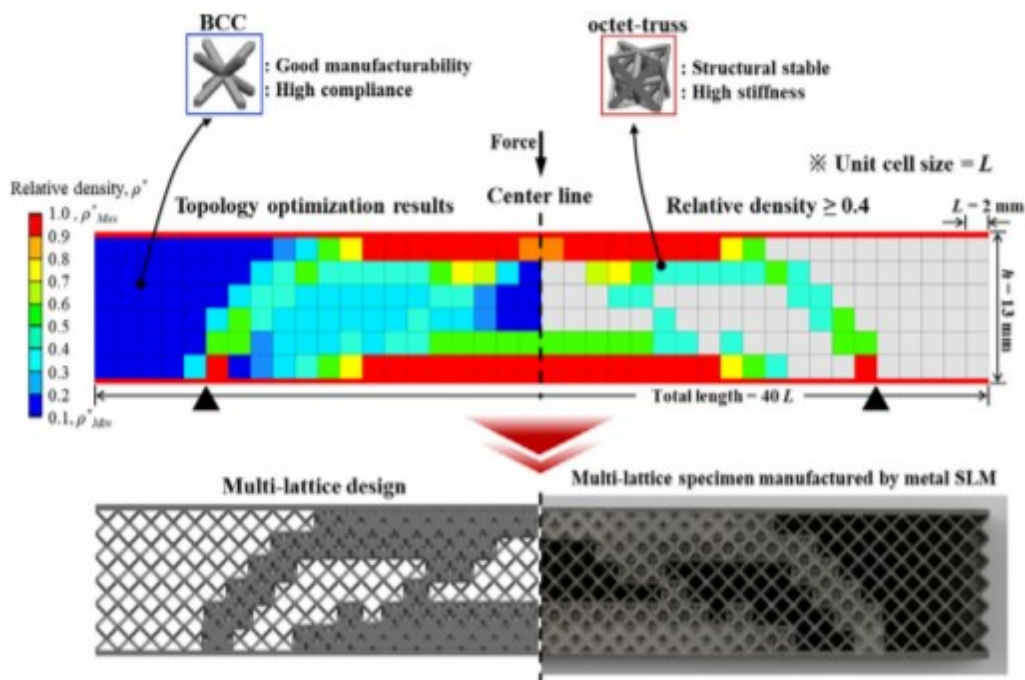 BCC
: Good manufacturability
: High compliance
octet-truss
: Structural stable
: High stiffness
Force
※ Unit cell size = L
Relative density, ρ*
Topology optimization results
Center line
Relative density ≥ 0.4
L = 2 mm
1.0, ρ*Max
0.9
0.8
0.7
0.6
0.5
0.4
0.3
0.2
0.1, ρ*Min
h = 13 mm
Total length = 40 L
Multi-lattice design
Multi-lattice specimen manufactured by metal SLM